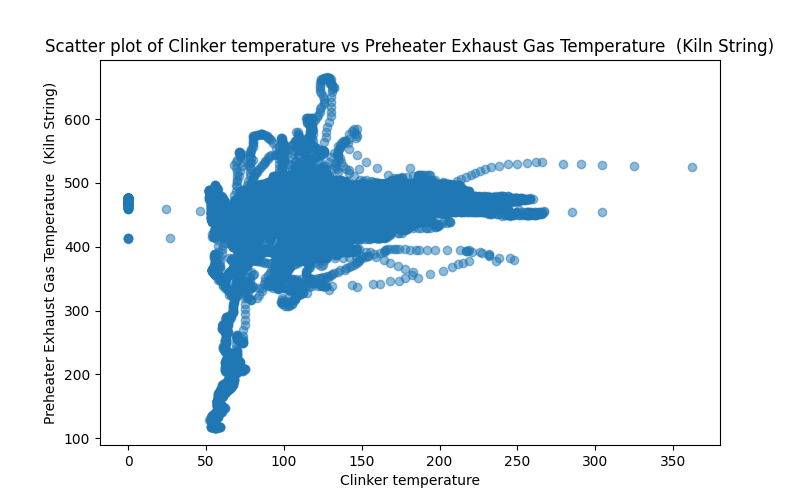 Scatter plot of Clinker temperature vs Preheater Exhaust Gas Temperature  (Kiln String)
Preheater Exhaust Gas Temperature  (Kiln String)
600
500
400
300
200
100
0 50 100 150 200 250 300 350
Clinker temperature